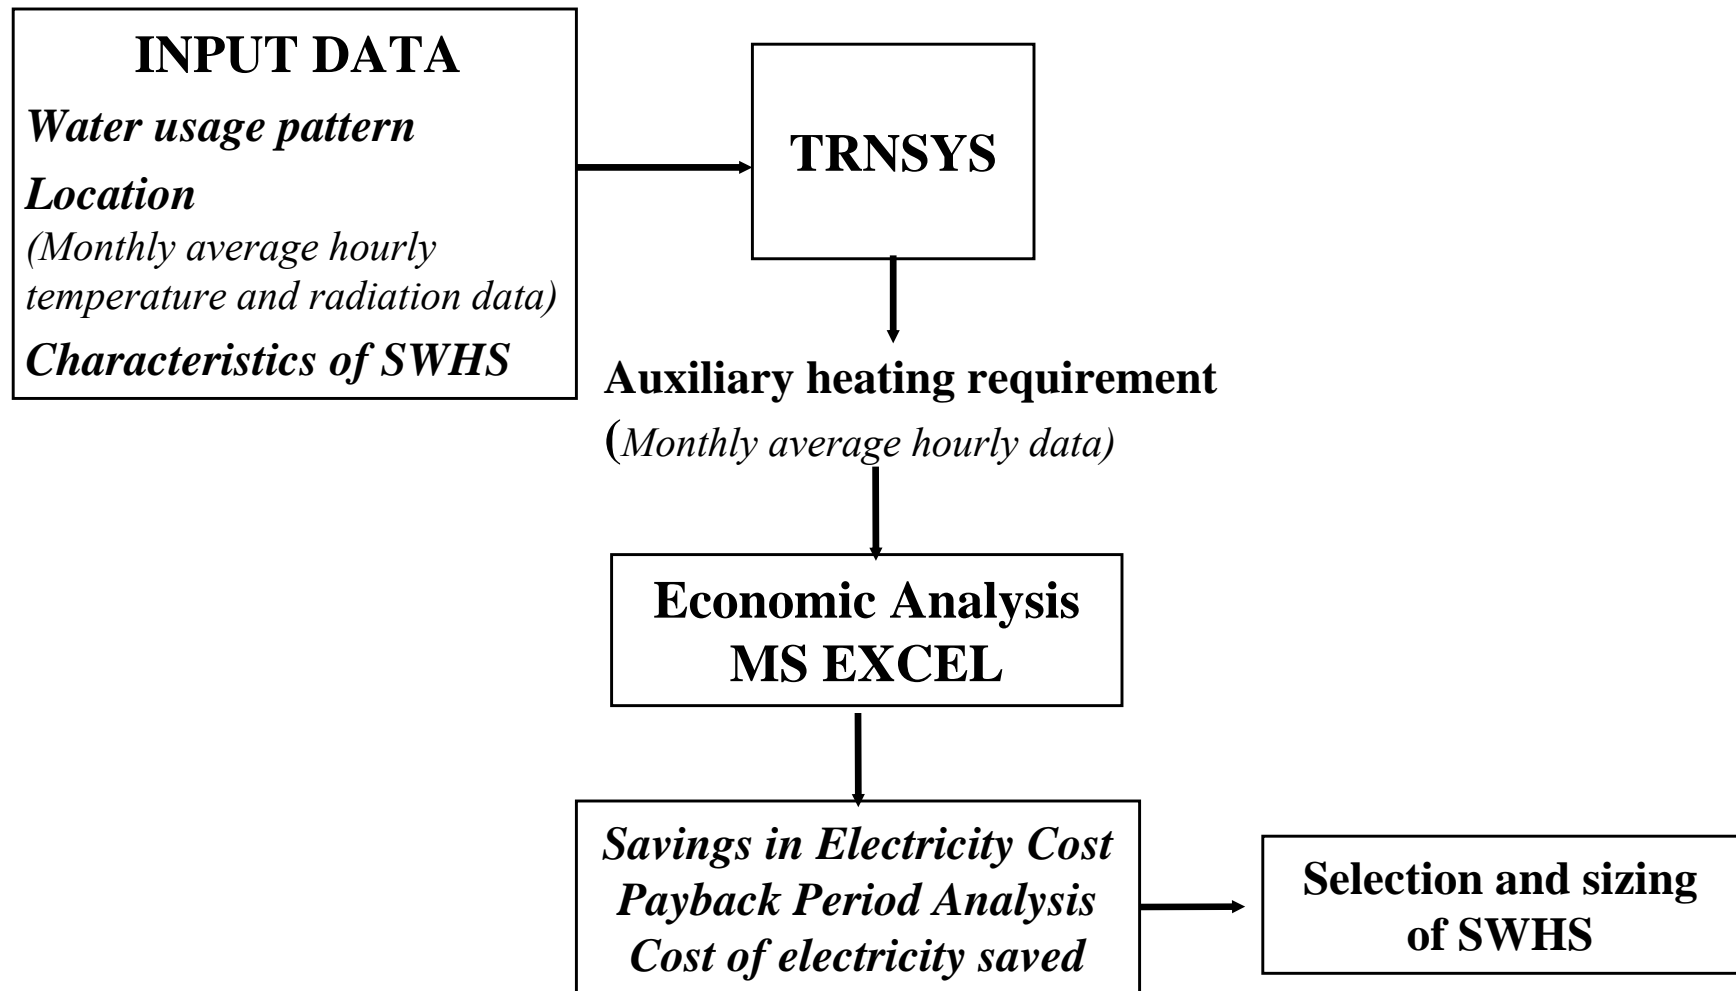 INPUT DATA
Water usage pattern
Location
(Monthly average hourly
temperature and radiation data)
Characteristics of SWHS
TRNSYS
Auxiliary heating requirement
(Monthly average hourly data)
Economic Analysis
MS EXCEL
Savings in Electricity Cost
Payback Period Analysis
Cost of electricity saved
Selection and sizing
of SWHS